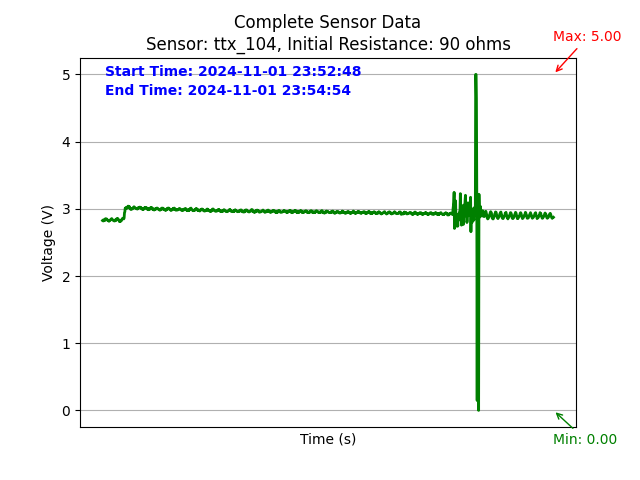 Complete Sensor Data
Sensor: ttx_104, Initial Resistance: 90 ohms
Max: 5.00
Start Time: 2024-11-01 23:52:48
End Time: 2024-11-01 23:54:54
5
4
3
2
1
0
Voltage (V)
Time (s)
Min: 0.00